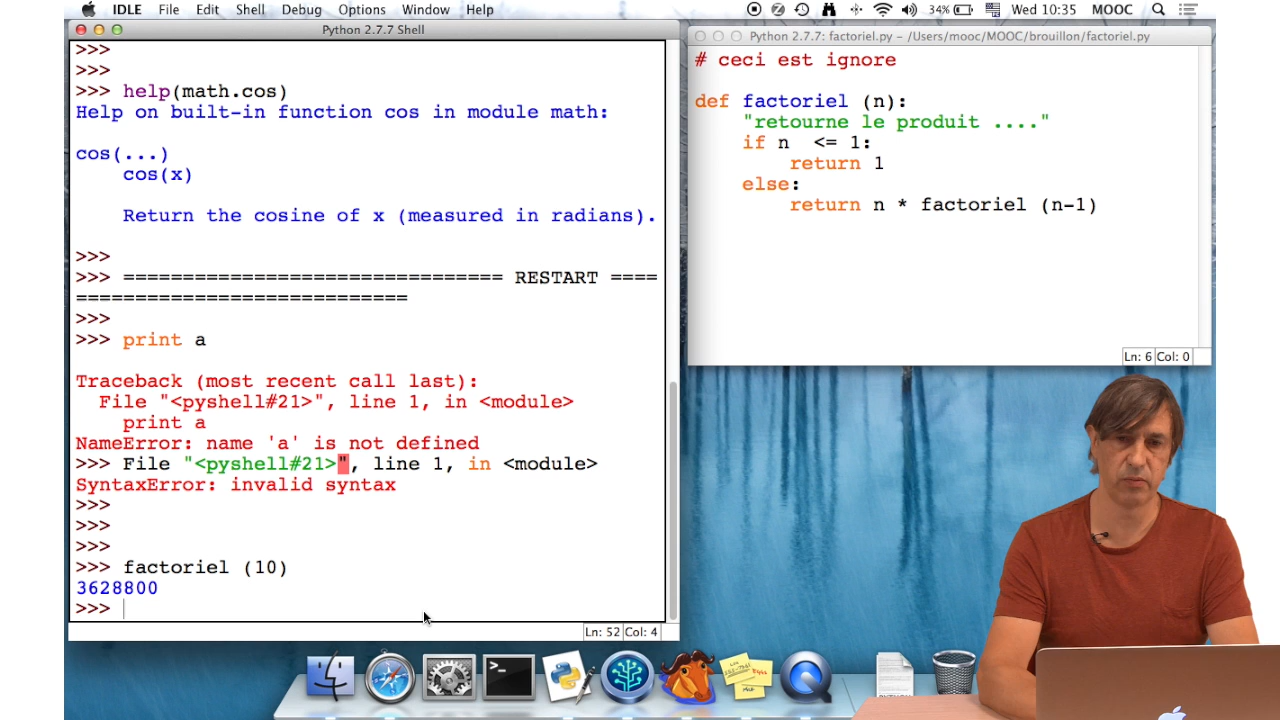 IDLE File Edit Shell Debug Options Window Help
34% Wed 10:35 MOOC
Python 2.7.7 Shell
>>>
>>>
>>> help(math.cos)
Help on built-in function cos in module math:
cos(...)
cos(x)
Return the cosine of x (measured in radians).
>>>
>>> ================================ RESTART ====
============================
>>>
>>> print a
Traceback (most recent call last):
File "<pyshell#21>", line 1, in <module>
print a
NameError: name 'a' is not defined
>>> File "<pyshell#21>", line 1, in <module>
SyntaxError: invalid syntax
>>>
>>>
>>>
>>> factoriel (10)
3628800
>>>
Ln: 52 Col: 4
Python 2.7.7: factoriel.py - /Users/mooc/MOOC/brouillon/factoriel.py
# ceci est ignore
def factoriel (n):
"retourne le produit ...."
if n <= 1:
return 1
else:
return n * factoriel (n-1)
Ln: 6 Col: 0